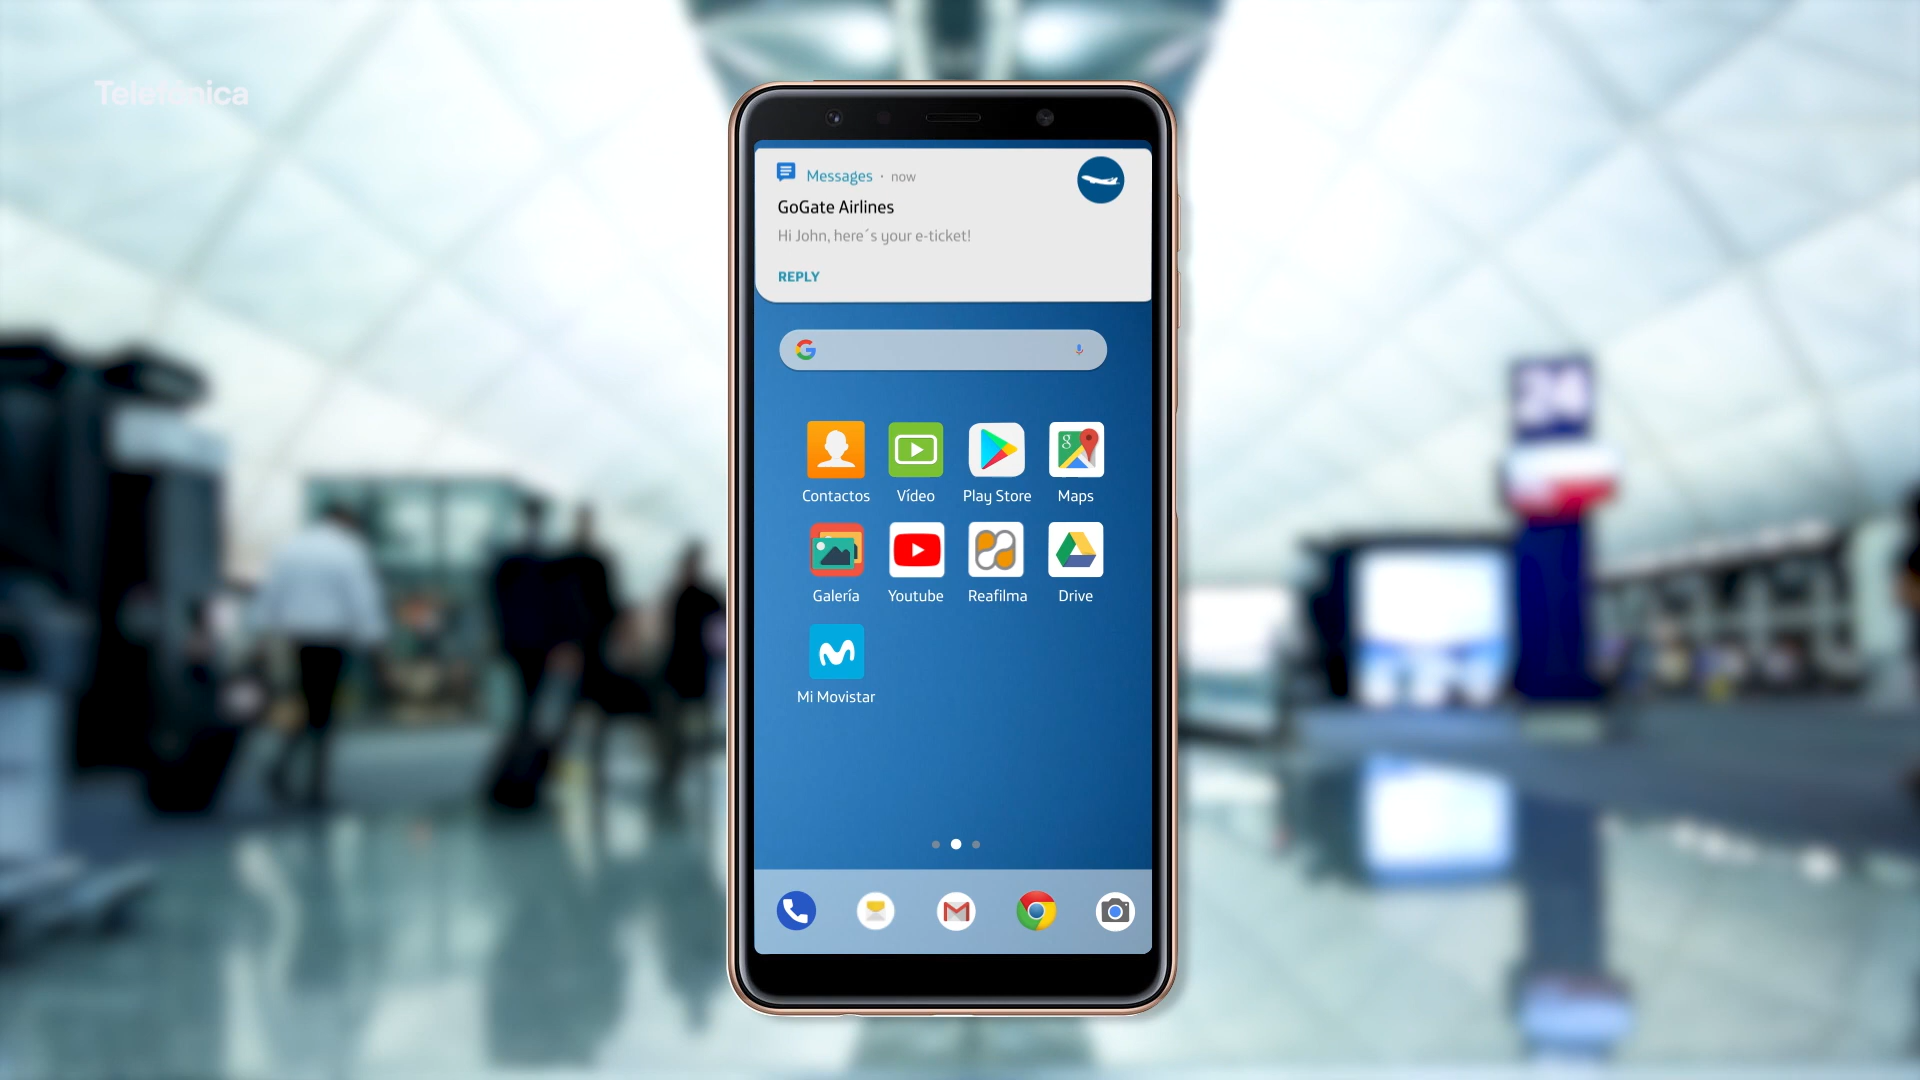 Telefónica
Messages · now
GoGate Airlines
Hi John, here´s your e-ticket!
REPLY
Contactos Vídeo Play Store Maps
Galería Youtube Reafilma Drive
Mi Movistar
24